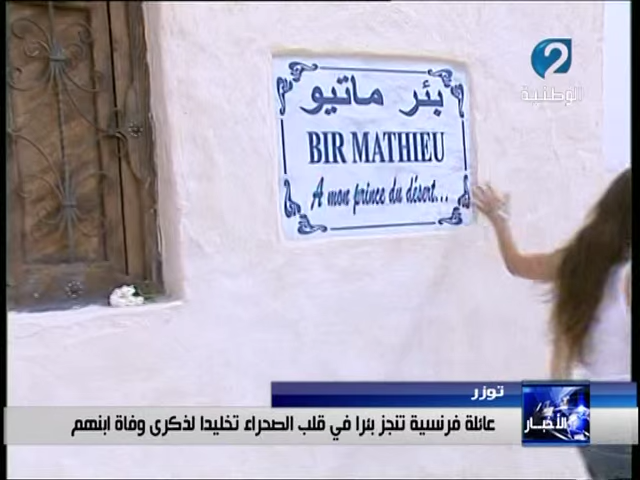 2
الوطنية
بئر ماتيو
BIR MATHIEU
A mon prince du désert...
توزر
عائلة فرنسية تنجز بئرا في قلب الصحراء تخليدا لذكرى وفاة ابنهم
الأخبار